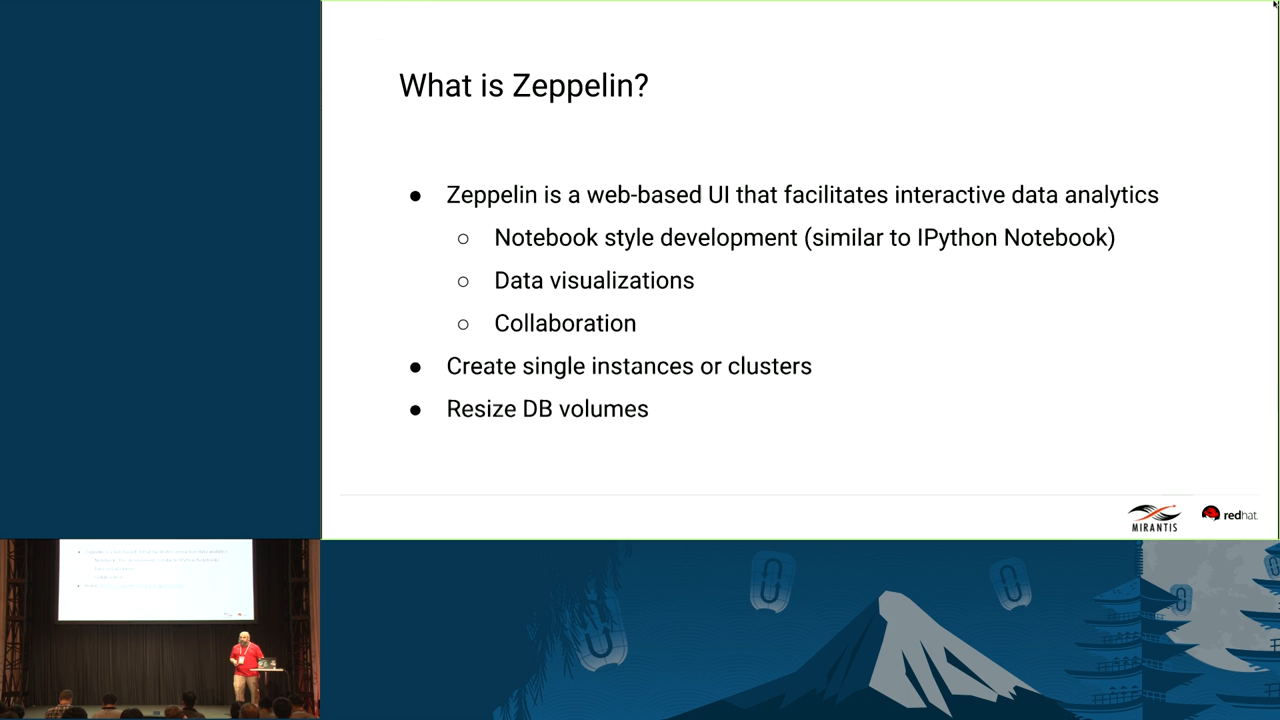 What is Zeppelin?
● Zeppelin is a web-based UI that facilitates interactive data analytics
○ Notebook style development (similar to IPython Notebook)
○ Data visualizations
○ Collaboration
● Create single instances or clusters
● Resize DB volumes
MIRANTIS
redhat.